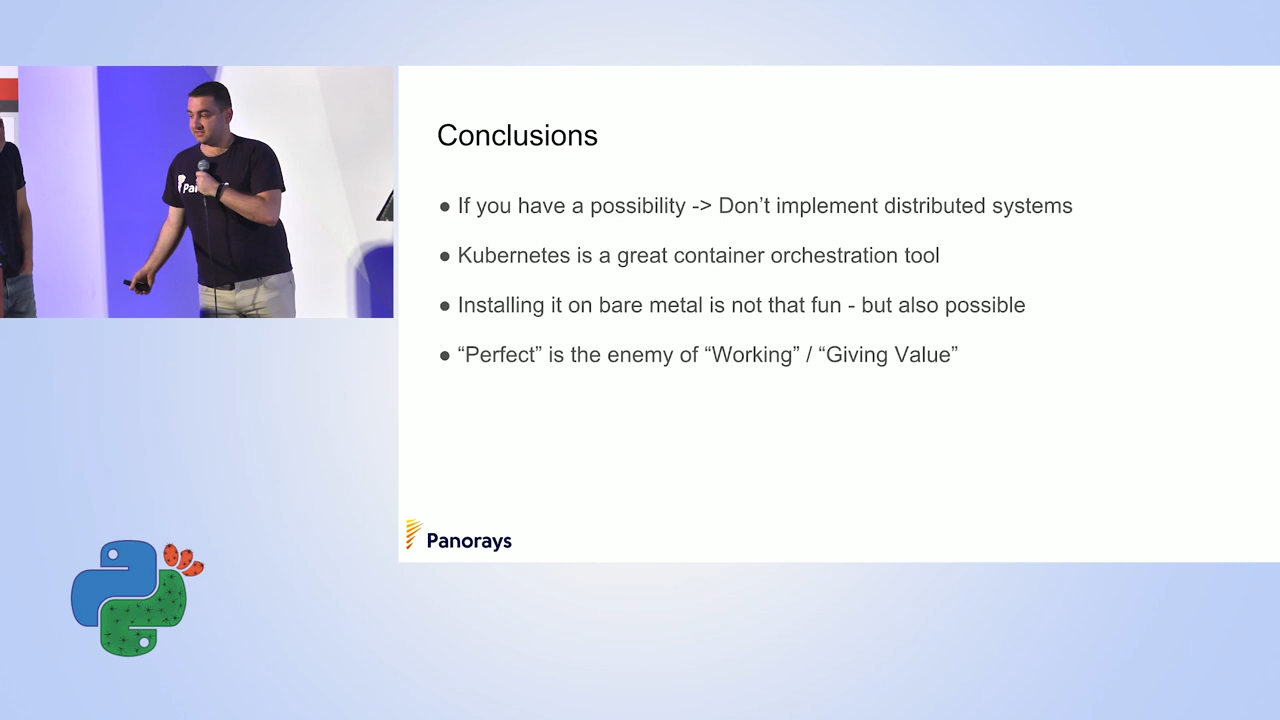 Conclusions
● If you have a possibility -> Don’t implement distributed systems
● Kubernetes is a great container orchestration tool
● Installing it on bare metal is not that fun - but also possible
● “Perfect” is the enemy of “Working” / “Giving Value”
Panorays